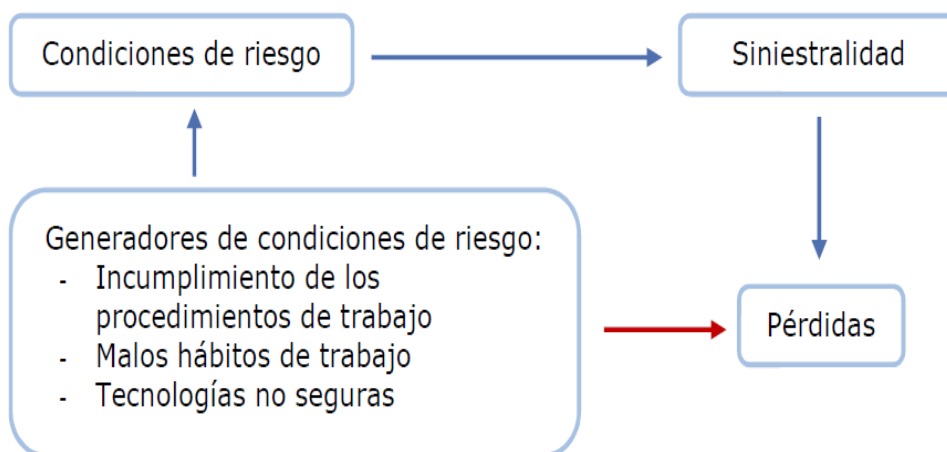 Condiciones de riesgo
Siniestralidad
Generadores de condiciones de riesgo:
- Incumplimiento de los
procedimientos de trabajo
- Malos hábitos de trabajo
- Tecnologías no seguras
Pérdidas